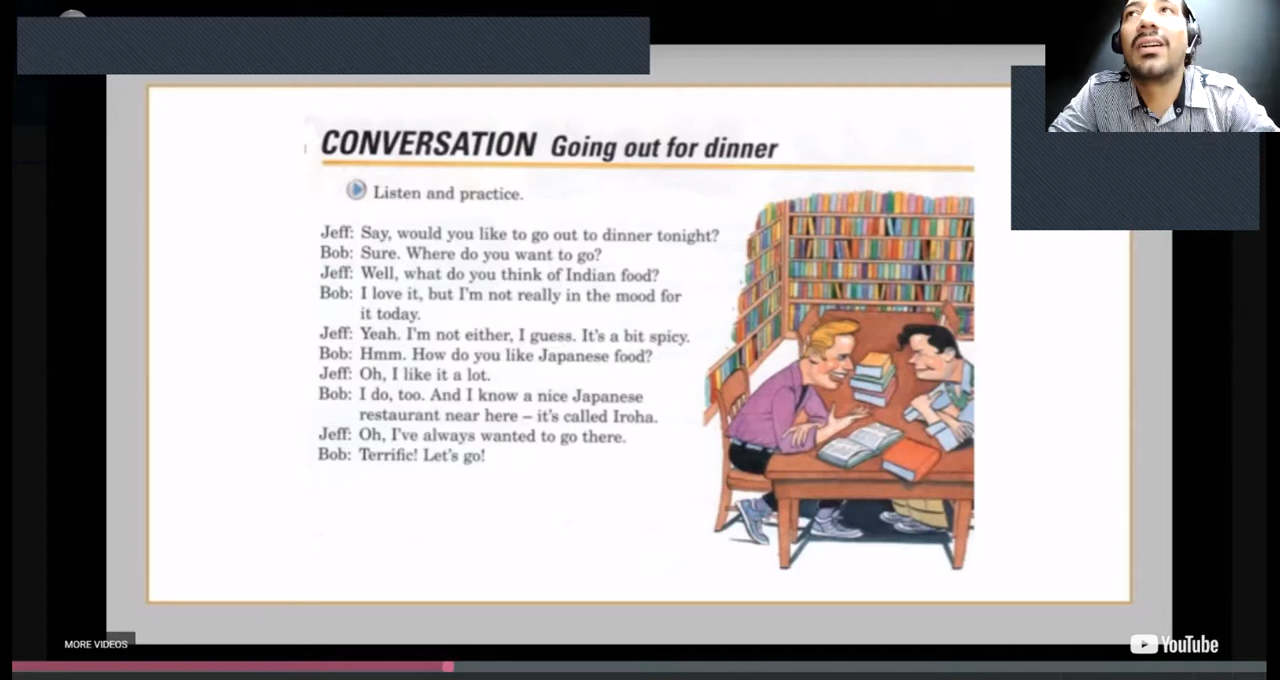 CONVERSATION Going out for dinner
Listen and practice.
Jeff: Say, would you like to go out to dinner tonight?
Bob: Sure. Where do you want to go?
Jeff: Well, what do you think of Indian food?
Bob: I love it, but I'm not really in the mood for
it today.
Jeff: Yeah. I'm not either, I guess. It's a bit spicy.
Bob: Hmm. How do you like Japanese food?
Jeff: Oh, I like it a lot.
Bob: I do, too. And I know a nice Japanese
restaurant near here – it's called Iroha.
Jeff: Oh, I've always wanted to go there.
Bob: Terrific! Let's go!
MORE VIDEOS
YouTube